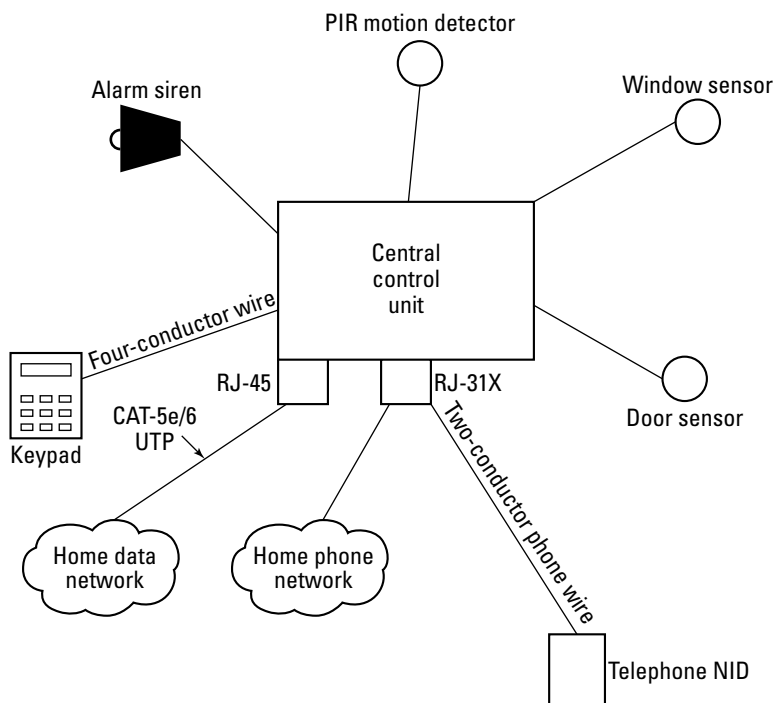 PIR motion detector
Alarm siren
Window sensor
Central
control
unit
Four-conductor wire
RJ-45
RJ-31X
CAT-5e/6
UTP
Keypad
Door sensor
Two-conductor phone wire
Home data
network
Home phone
network
Telephone NID